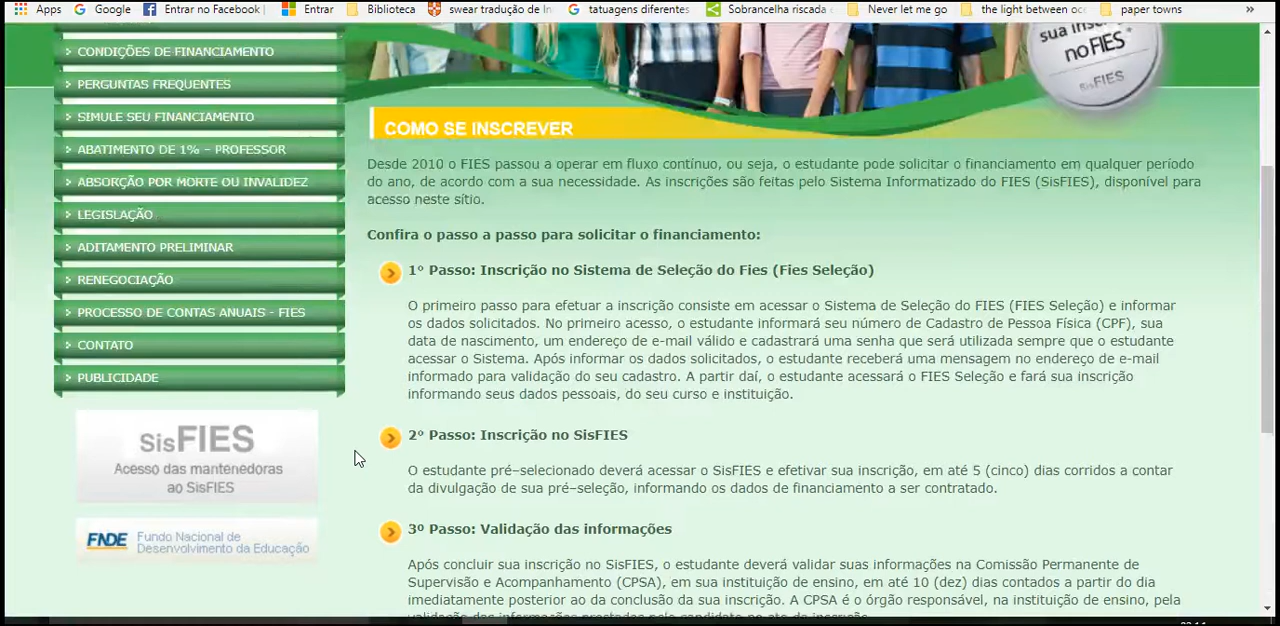 Apps Google Entrar no Facebook Entrar Biblioteca swear tradução de In tatuagens diferentes Sobrancelha riscada Never let me go the light between oc paper towns »
sua insc
no FIES
SisFIES
> CONDIÇÕES DE FINANCIAMENTO
> PERGUNTAS FREQUENTES
> SIMULE SEU FINANCIAMENTO
> ABATIMENTO DE 1% – PROFESSOR
> ABSORÇÃO POR MORTE OU INVALIDEZ
> LEGISLAÇÃO
> ADITAMENTO PRELIMINAR
> RENEGOCIAÇÃO
> PROCESSO DE CONTAS ANUAIS - FIES
> CONTATO
> PUBLICIDADE
SisFIES
Acesso das mantenedoras
ao SisFIES
FNDE Fundo Nacional de
Desenvolvimento da Educação
COMO SE INSCREVER
Desde 2010 o FIES passou a operar em fluxo contínuo, ou seja, o estudante pode solicitar o financiamento em qualquer período
do ano, de acordo com a sua necessidade. As inscrições são feitas pelo Sistema Informatizado do FIES (SisFIES), disponível para
acesso neste sítio.
Confira o passo a passo para solicitar o financiamento:
1º Passo: Inscrição no Sistema de Seleção do Fies (Fies Seleção)
O primeiro passo para efetuar a inscrição consiste em acessar o Sistema de Seleção do FIES (FIES Seleção) e informar
os dados solicitados. No primeiro acesso, o estudante informará seu número de Cadastro de Pessoa Física (CPF), sua
data de nascimento, um endereço de e-mail válido e cadastrará uma senha que será utilizada sempre que o estudante
acessar o Sistema. Após informar os dados solicitados, o estudante receberá uma mensagem no endereço de e-mail
informado para validação do seu cadastro. A partir daí, o estudante acessará o FIES Seleção e fará sua inscrição
informando seus dados pessoais, do seu curso e instituição.
2º Passo: Inscrição no SisFIES
O estudante pré–selecionado deverá acessar o SisFIES e efetivar sua inscrição, em até 5 (cinco) dias corridos a contar
da divulgação de sua pré–seleção, informando os dados de financiamento a ser contratado.
3º Passo: Validação das informações
Após concluir sua inscrição no SisFIES, o estudante deverá validar suas informações na Comissão Permanente de
Supervisão e Acompanhamento (CPSA), em sua instituição de ensino, em até 10 (dez) dias contados a partir do dia
imediatamente posterior ao da conclusão da sua inscrição. A CPSA é o órgão responsável, na instituição de ensino, pela
validação das informações prestadas pelo candidato no ato da inscrição.